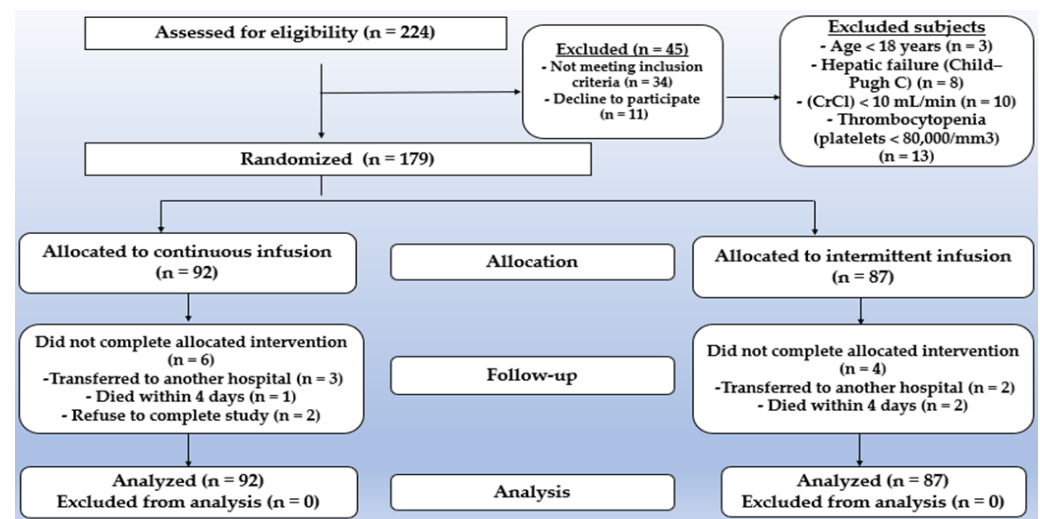 Assessed for eligibility (n = 224)
Excluded (n = 45)
- Not meeting inclusion
criteria (n = 34)
- Decline to participate
(n = 11)
Excluded subjects
- Age < 18 years (n = 3)
- Hepatic failure (Child–
Pugh C) (n = 8)
- (CrCl) < 10 mL/min (n = 10)
- Thrombocytopenia
(platelets < 80,000/mm3)
(n = 13)
Randomized (n = 179)
Allocated to continuous infusion
(n = 92)
Allocation
Allocated to intermittent infusion
(n = 87)
Did not complete allocated intervention
(n = 6)
-Transferred to another hospital (n = 3)
- Died within 4 days (n = 1)
- Refuse to complete study (n = 2)
Follow-up
Did not complete allocated intervention
(n = 4)
-Transferred to another hospital (n = 2)
- Died within 4 days (n = 2)
Analyzed (n = 92)
Excluded from analysis (n = 0)
Analysis
Analyzed (n = 87)
Excluded from analysis (n = 0)